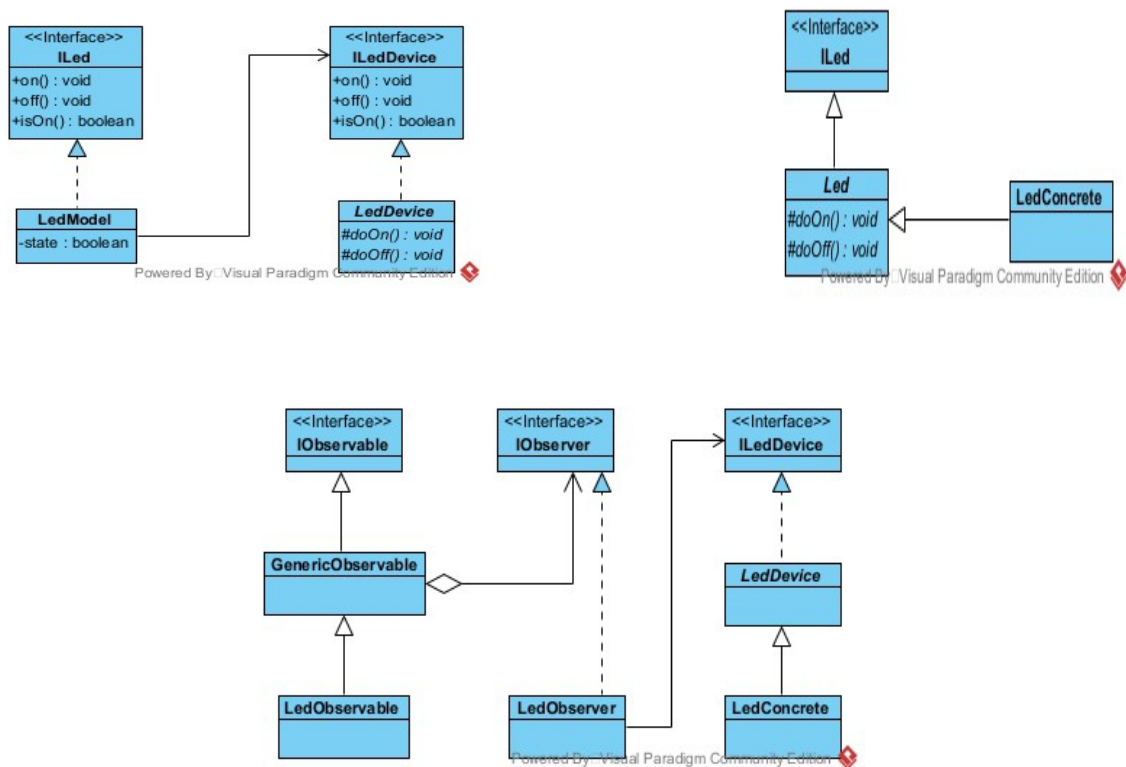 <<Interface>>
ILed
+on() : void
+off() : void
+isOn() : boolean
<<Interface>>
ILedDevice
+on() : void
+off() : void
+isOn() : boolean
LedModel
-state : boolean
LedDevice
#doOn() : void
#doOff() : void
Powered By□Visual Paradigm Community Edition
<<Interface>>
ILed
Led
#doOn() : void
#doOff() : void
LedConcrete
Powered By□Visual Paradigm Community Edition
<<Interface>>
IObservable
<<Interface>>
IObserver
<<Interface>>
ILedDevice
GenericObservable
LedDevice
LedObservable
LedObserver
LedConcrete
Powered By□Visual Paradigm Community Edition